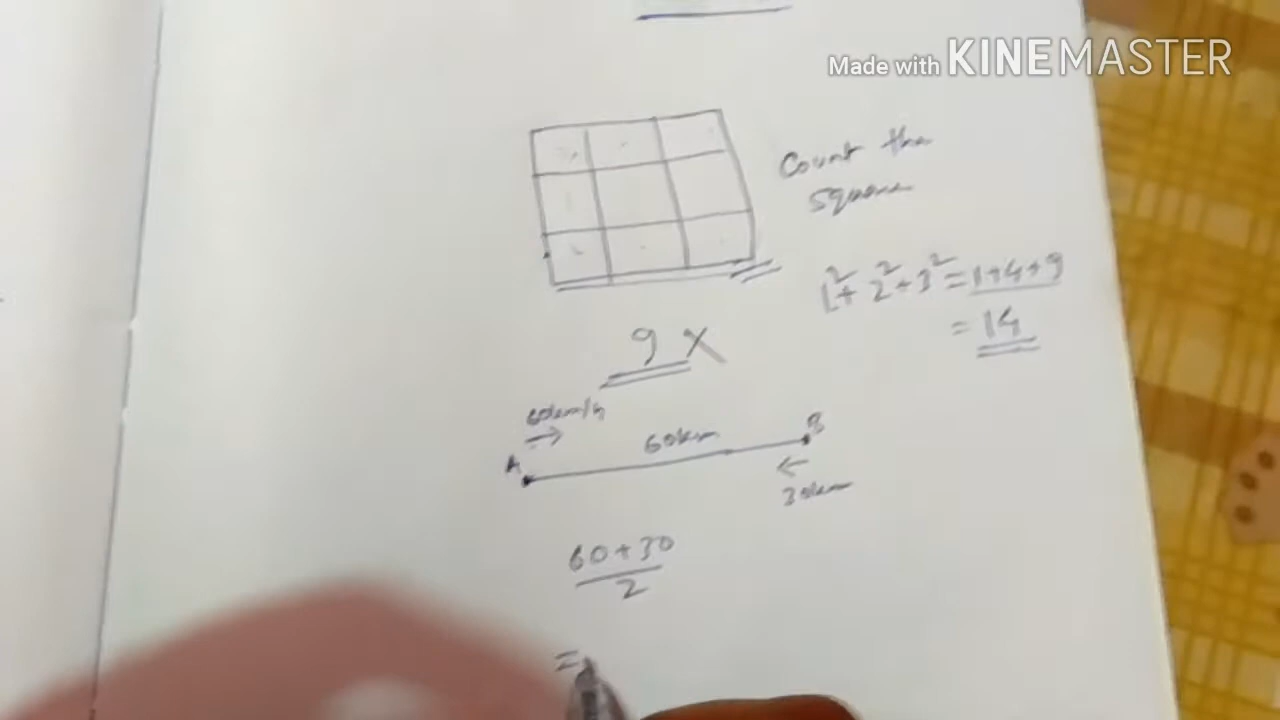 Made with KINEMASTER
Count the
square
1² + 2² + 3² = 1+4+9
= 14
9 X
60km/h
A 60km B
30km
60+30
2
=